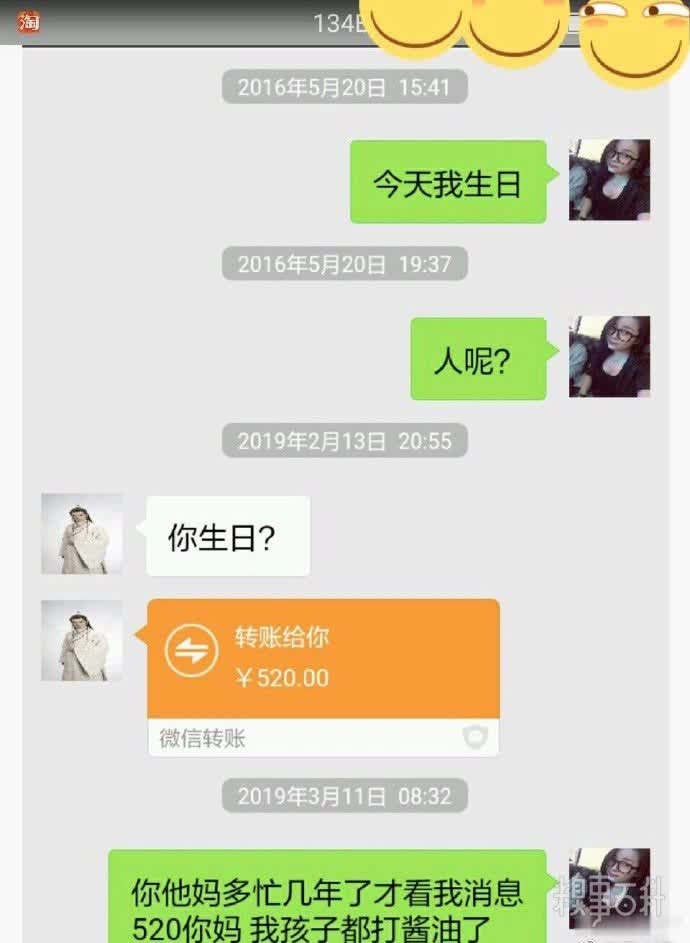 淘
134B
2016年5月20日 15:41
今天我生日
2016年5月20日 19:37
人呢?
2019年2月13日 20:55
你生日?
转账给你
￥520.00
微信转账
2019年3月11日 08:32
你他妈多忙几年了才看我消息
520你妈 我孩子都打酱油了
糗事百科